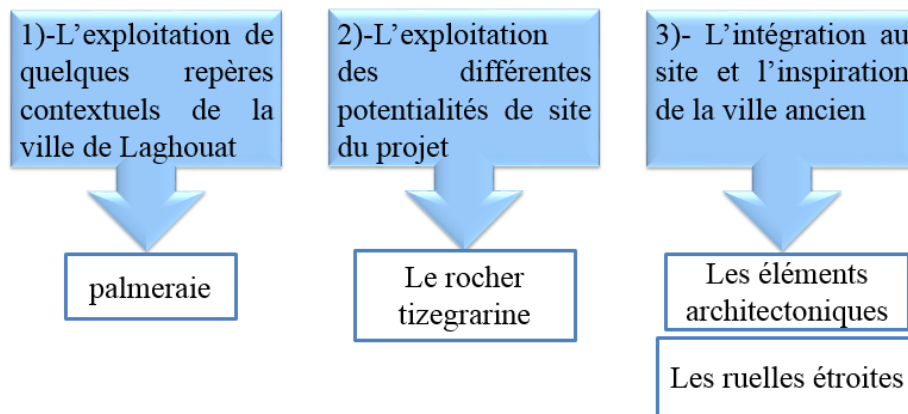 1)-L'exploitation de
quelques repères
contextuels de la
ville de Laghouat
palmeraie
2)-L'exploitation
des différentes
potentialités de site
du projet
Le rocher
tizegrarine
3)- L'intégration au
site et l'inspiration
de la ville ancien
Les éléments
architectoniques
Les ruelles étroites